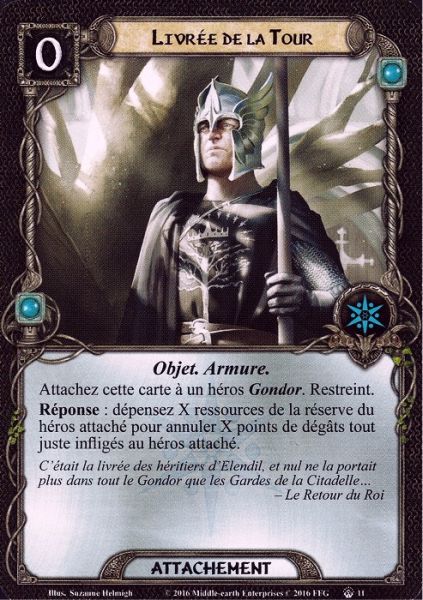 0
Livrée de la Tour
Objet. Armure.
Attachez cette carte à un héros Gondor. Restreint.
Réponse : dépensez X ressources de la réserve du
héros attaché pour annuler X points de dégâts tout
juste infligés au héros attaché.
C'était la livrée des héritiers d'Elendil, et nul ne la portait
plus dans tout le Gondor que les Gardes de la Citadelle…
– Le Retour du Roi
ATTACHEMENT
Illus. Suzanne Helmigh © 2016 Middle-earth Enterprises © 2016 FFG 11